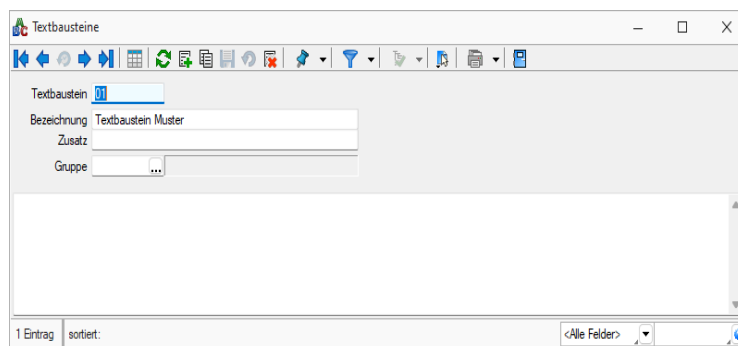 Textbausteine
Textbaustein 01
Bezeichnung Textbaustein Muster
Zusatz
Gruppe ...
1 Eintrag sortiert: <Alle Felder>